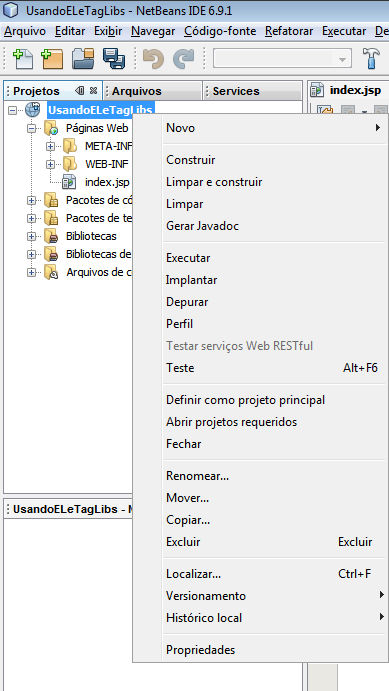 UsandoELeTagLibs - NetBeans IDE 6.9.1
Arquivo Editar Exibir Navegar Código-fonte Refatorar Executar De
Projetos Arquivos Services index.jsp
UsandoELeTagLibs
Páginas Web
META-INF
WEB-INF
index.jsp
Pacotes de có
Pacotes de te
Bibliotecas
Bibliotecas de
Arquivos de c
Novo
Construir
Limpar e construir
Limpar
Gerar Javadoc
Executar
Implantar
Depurar
Perfil
Testar serviços Web RESTful
Teste Alt+F6
Definir como projeto principal
Abrir projetos requeridos
Fechar
Renomear...
Mover...
Copiar...
Excluir Excluir
Localizar... Ctrl+F
Versionamento
Histórico local
Propriedades
UsandoELeTagLibs -